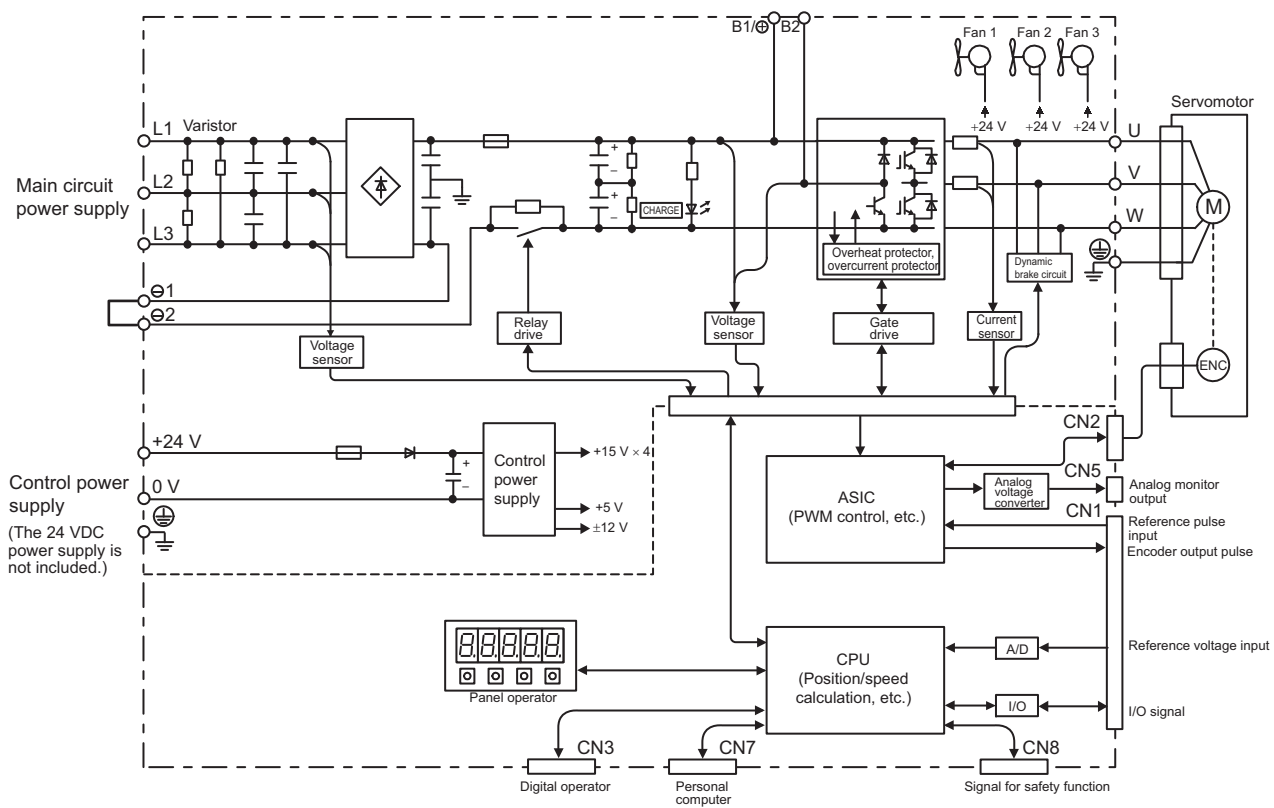 B1/⊕ B2
Fan 1 Fan 2 Fan 3
+24 V +24 V +24 V
Servomotor
Main circuit
power supply
L1
L2
L3
Varistor
⊖1
⊖2
CHARGE
Overheat protector,
overcurrent protector
U
V
W
M
ENC
Dynamic
brake circuit
Voltage
sensor
Relay
drive
Voltage
sensor
Gate
drive
Current
sensor
Control power
supply
(The 24 VDC
power supply is
not included.)
+24 V
0 V
+
–
+
–
+
–
Control
power
supply
+15 V × 4
+5 V
±12 V
ASIC
(PWM control, etc.)
Analog
voltage
converter
CN2
CN5
Analog monitor
output
CN1
Reference pulse
input
Encoder output pulse
Reference voltage input
A/D
I/O
I/O signal
CPU
(Position/speed
calculation, etc.)
8.8.8.8.8.
Panel operator
CN3
Digital operator
CN7
Personal
computer
CN8
Signal for safety function